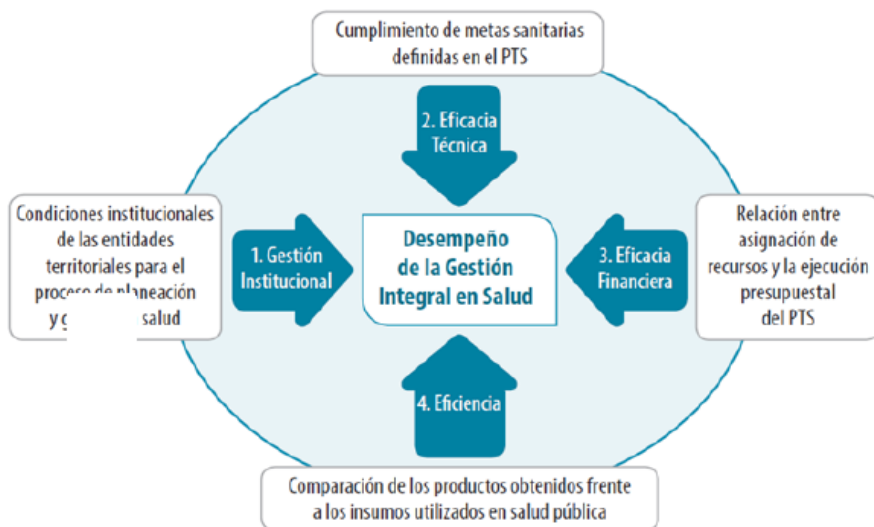 Cumplimiento de metas sanitarias
definidas en el PTS
2. Eficacia
Técnica
Condiciones institucionales
de las entidades
territoriales para el
proceso de planeación
y salud
1. Gestión
Institucional
Desempeño
de la Gestión
Integral en Salud
3. Eficacia
Financiera
Relación entre
asignación de
recursos y la ejecución
presupuestal
del PTS
4. Eficiencia
Comparación de los productos obtenidos frente
a los insumos utilizados en salud pública